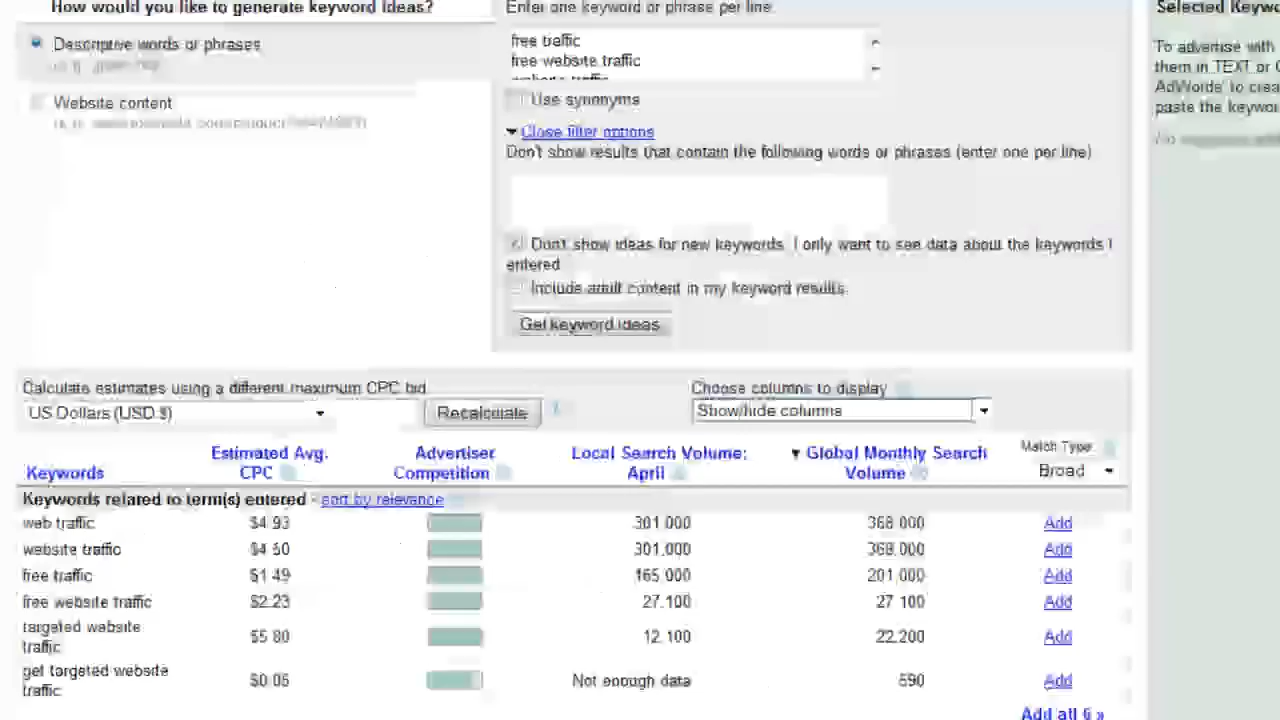 How would you like to generate keyword ideas?
Enter one keyword or phrase per line
Selected
Descriptive words or phrases
free traffic
free website traffic
website traffic
Use synonyms
Website content
Close filter options
Don't show results that contain the following words or phrases (enter one per line)
To advertise with
them in TEXT or
AdWords' to
paste the
Don't show ideas for new keywords. I only want to see data about the keywords I
entered
Include adult content in my keyword results
Get keyword ideas
Calculate estimates using a different maximum CPC bid
US Dollars (USD $)
Recalculate
Choose columns to display
Show/hide columns
Keywords
Estimated Avg.
CPC
Advertiser
Competition
Local Search Volume:
April
Global Monthly Search
Volume
Match Type
Broad
Keywords related to term(s) entered - sort by relevance
web traffic $4.93 301,000 368,000 Add
website traffic $4.50 301,000 368,000 Add
free traffic $1.49 165,000 201,000 Add
free website traffic $2.23 27,100 27,100 Add
targeted website
traffic $5.80 12,100 22,200 Add
get targeted website
traffic $0.05 Not enough data 590 Add
Add all 6 »